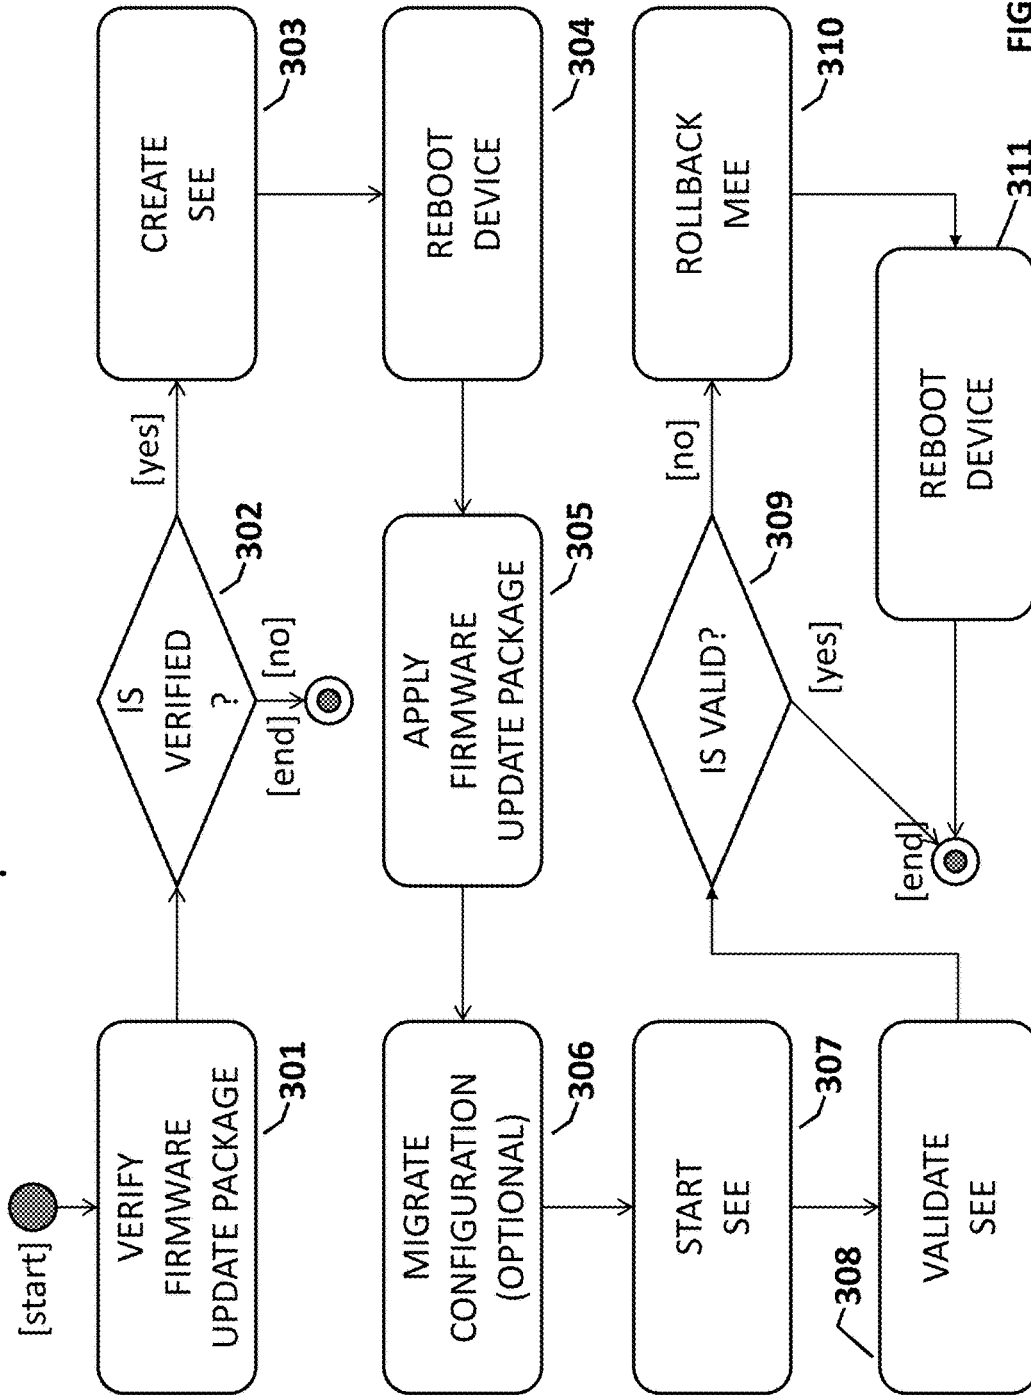 [start]
VERIFY
FIRMWARE
UPDATE PACKAGE
301
IS
VERIFIED
?
302
[yes]
[no]
[end]
CREATE
SEE
303
REBOOT
DEVICE
304
APPLY
FIRMWARE
UPDATE PACKAGE
305
MIGRATE
CONFIGURATION
(OPTIONAL)
306
START
SEE
307
VALIDATE
SEE
308
IS VALID?
309
[no]
[yes]
ROLLBACK
MEE
310
REBOOT
DEVICE
311
[end]
FIG